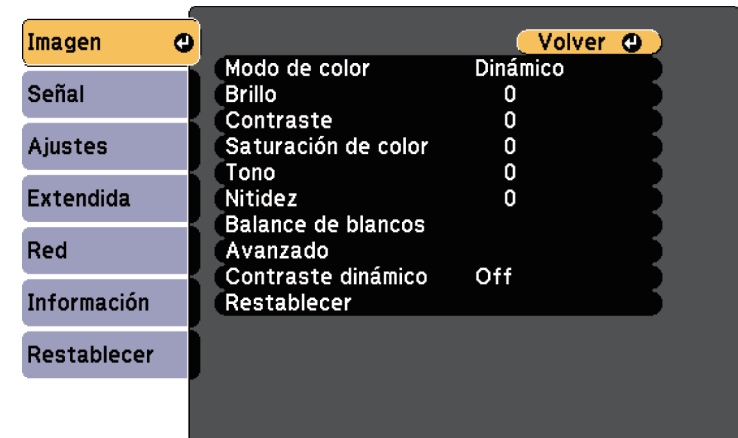 Imagen
Señal
Ajustes
Extendida
Red
Información
Restablecer
Volver
Modo de color Dinámico
Brillo 0
Contraste 0
Saturación de color 0
Tono 0
Nitidez 0
Balance de blancos
Avanzado
Contraste dinámico Off
Restablecer